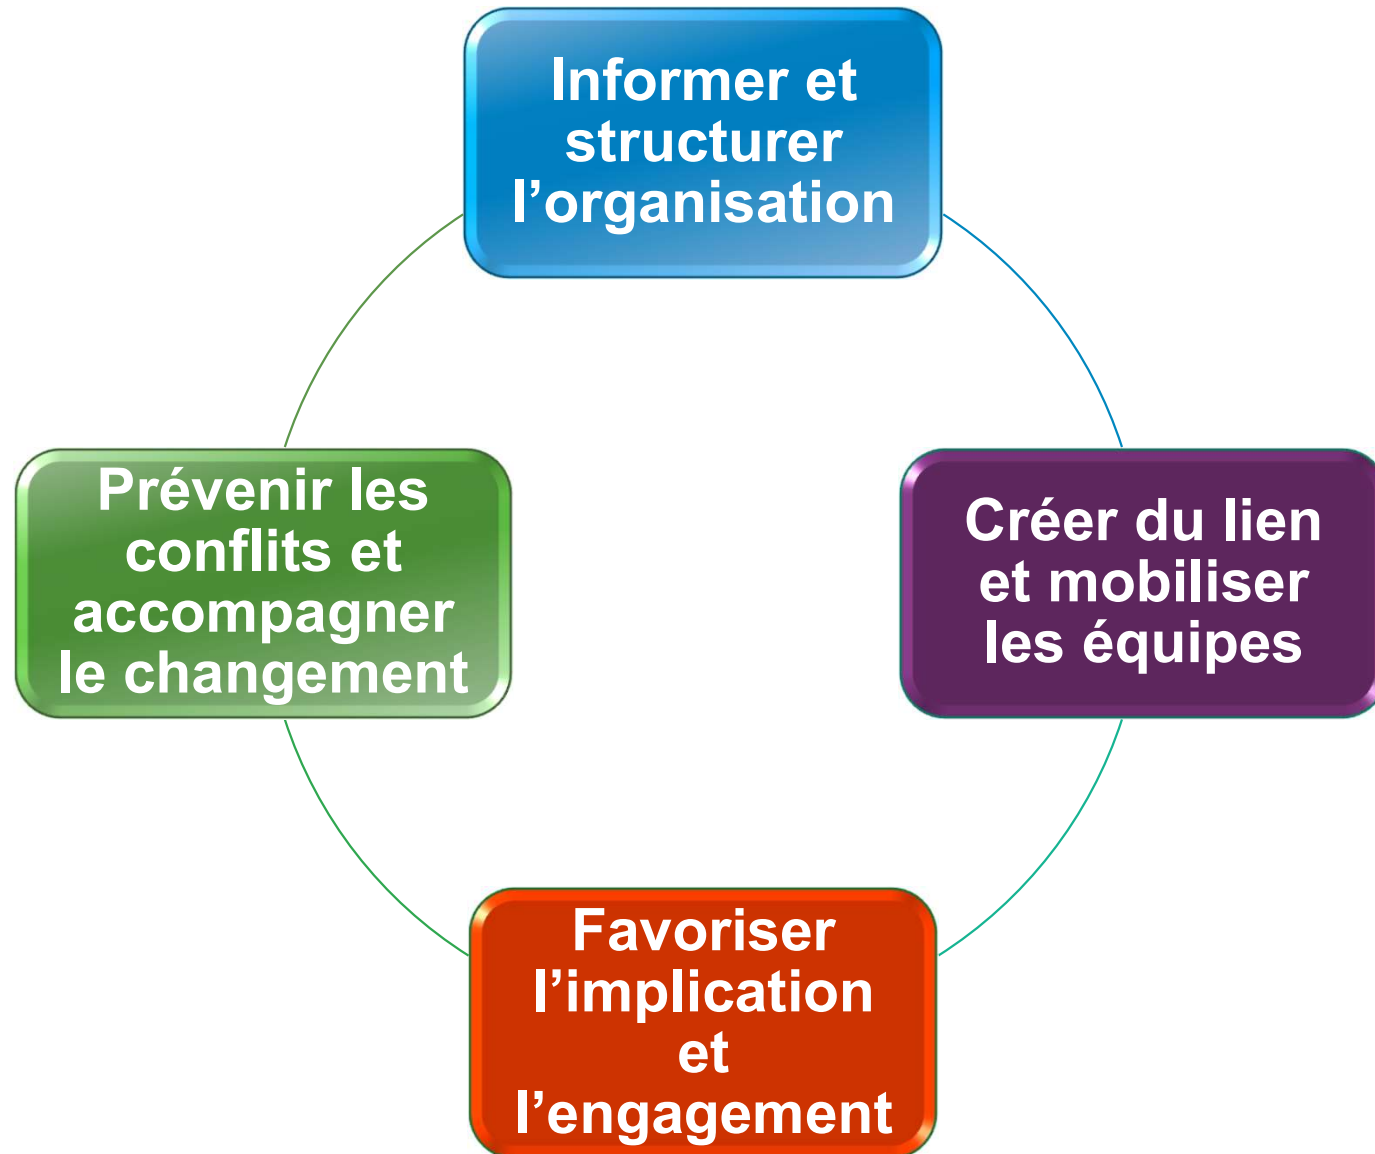 Informer et
structurer
l’organisation
Prévenir les
conflits et
accompagner
le changement
Créer du lien
et mobiliser
les équipes
Favoriser
l’implication
et
l’engagement